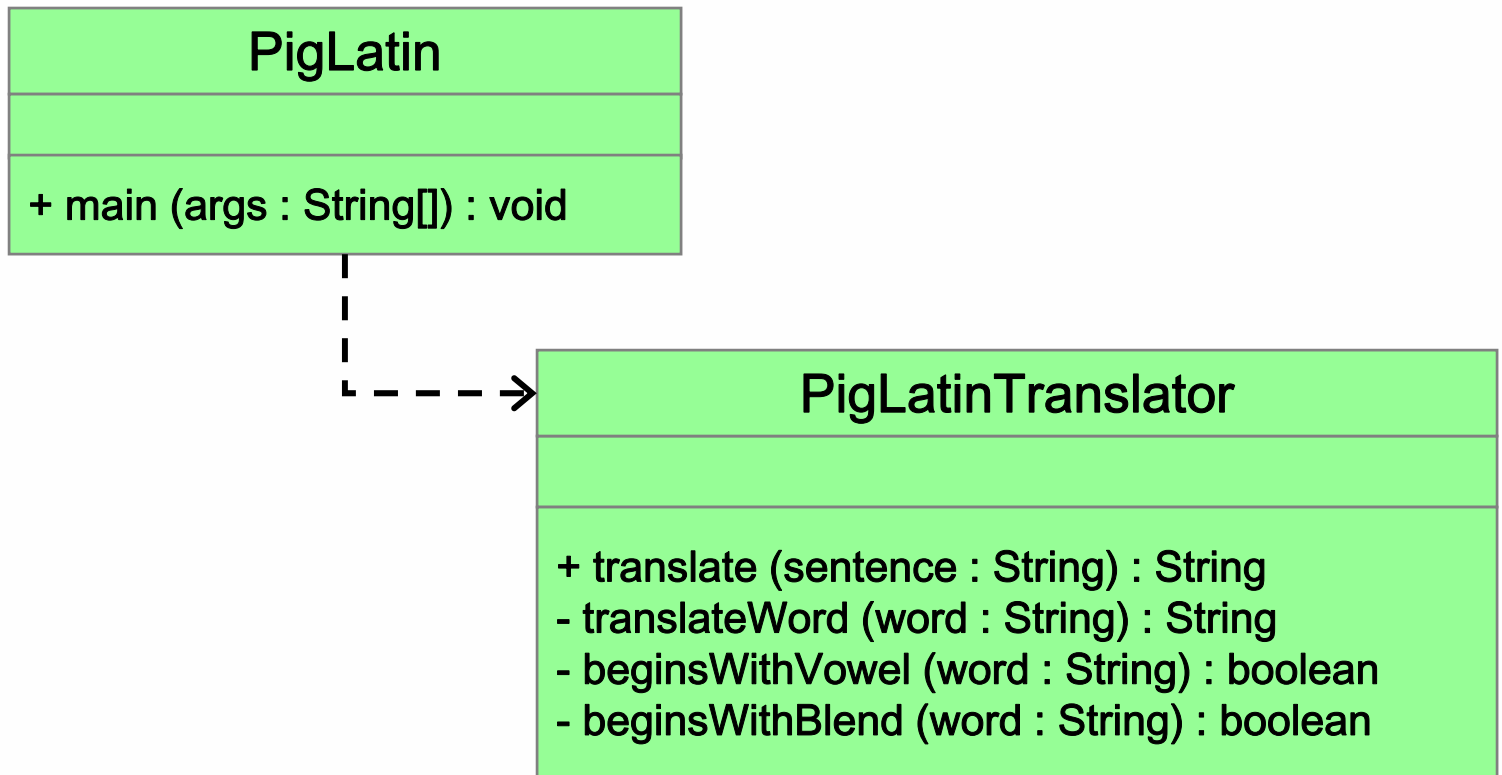 PigLatin
+ main (args : String[]) : void
PigLatinTranslator
+ translate (sentence : String) : String
- translateWord (word : String) : String
- beginsWithVowel (word : String) : boolean
- beginsWithBlend (word : String) : boolean